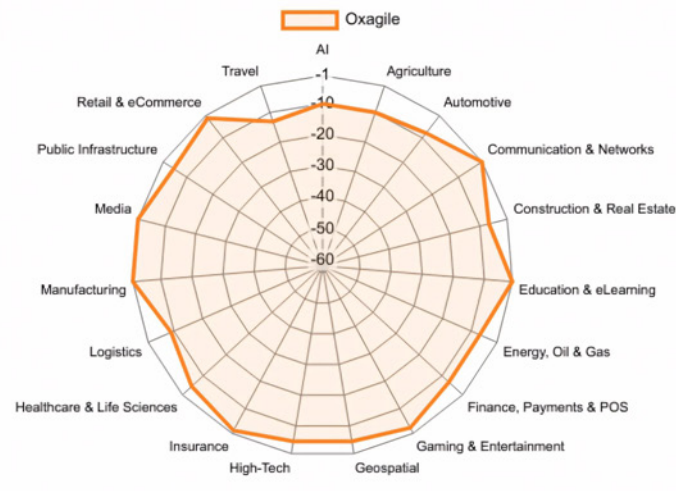 Oxagile
AI
Travel
-1
Agriculture
Retail & eCommerce
-10
Automotive
-20
Public Infrastructure
Communication & Networks
-30
-40
Media
Construction & Real Estate
-50
-60
Manufacturing
Education & eLearning
Logistics
Energy, Oil & Gas
Healthcare & Life Sciences
Finance, Payments & POS
Insurance
Gaming & Entertainment
High-Tech
Geospatial